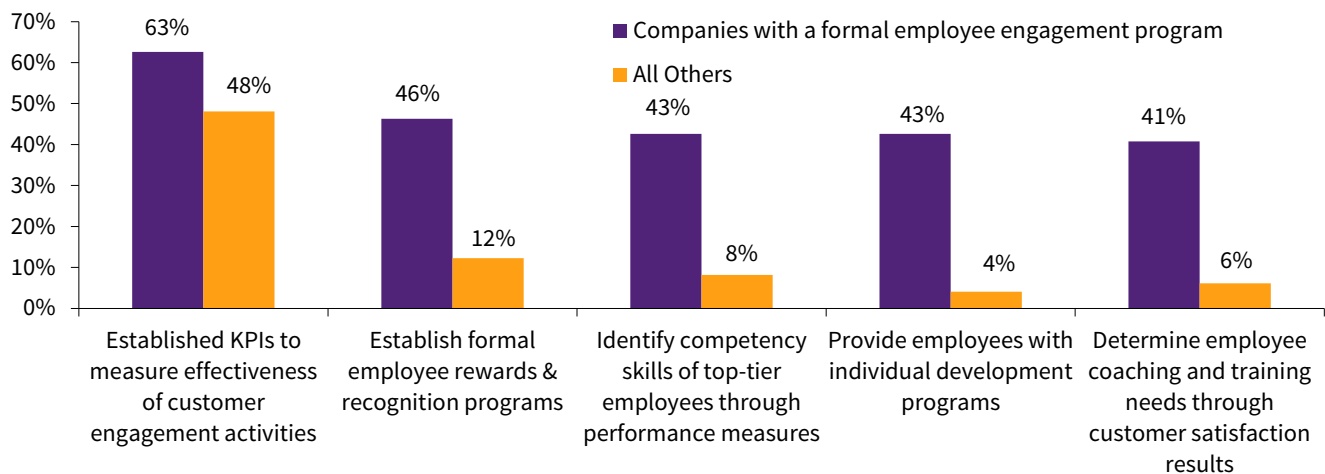 70%
60%
50%
40%
30%
20%
10%
0%
63%
48%
46%
12%
43%
8%
43%
4%
41%
6%
Companies with a formal employee engagement program
All Others
Established KPIs to
measure effectiveness
of customer
engagement activities
Establish formal
employee rewards &
recognition programs
Identify competency
skills of top-tier
employees through
performance measures
Provide employees with
individual development
programs
Determine employee
coaching and training
needs through
customer satisfaction
results